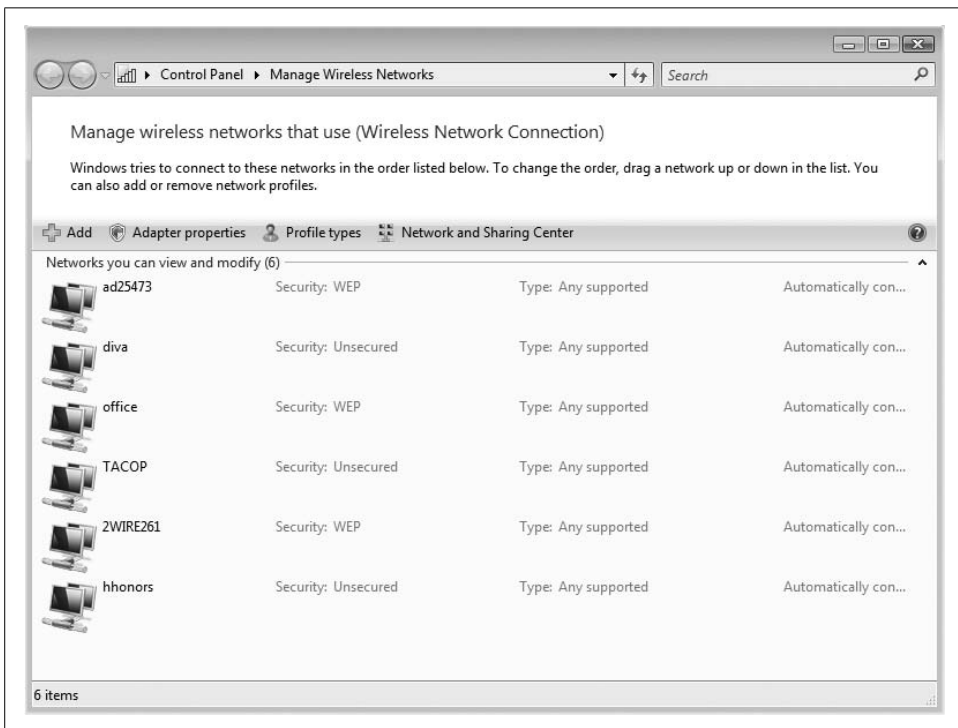 Control Panel ▸ Manage Wireless Networks Search
Manage wireless networks that use (Wireless Network Connection)
Windows tries to connect to these networks in the order listed below. To change the order, drag a network up or down in the list. You
can also add or remove network profiles.
Add Adapter properties Profile types Network and Sharing Center
Networks you can view and modify (6)
ad25473 Security: WEP Type: Any supported Automatically con...
diva Security: Unsecured Type: Any supported Automatically con...
office Security: WEP Type: Any supported Automatically con...
TACOP Security: Unsecured Type: Any supported Automatically con...
2WIRE261 Security: WEP Type: Any supported Automatically con...
hhonors Security: Unsecured Type: Any supported Automatically con...
6 items